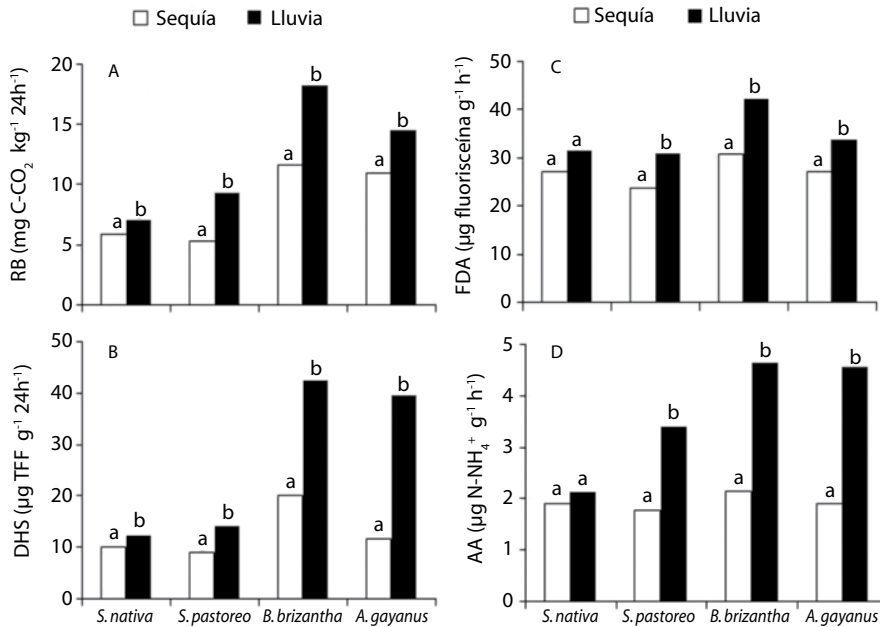 Sequía Lluvia
Sequía Lluvia
A
RB (mg C-CO₂ kg⁻¹ 24h⁻¹)
20
15
10
5
0
a b a b a b a b
C
FDA (µg fluorisceína g⁻¹ h⁻¹)
50
40
30
20
10
0
a a a b a b a b
B
DHS (µg TFF g⁻¹ 24h⁻¹)
50
40
30
20
10
0
a b a b a b a b
S. nativa S. pastoreo B. brizantha A. gayanus
D
AA (µg N-NH₄⁺ g⁻¹ h⁻¹)
5
4
3
2
1
0
a a a b a b a b
S. nativa S. pastoreo B. brizantha A. gayanus